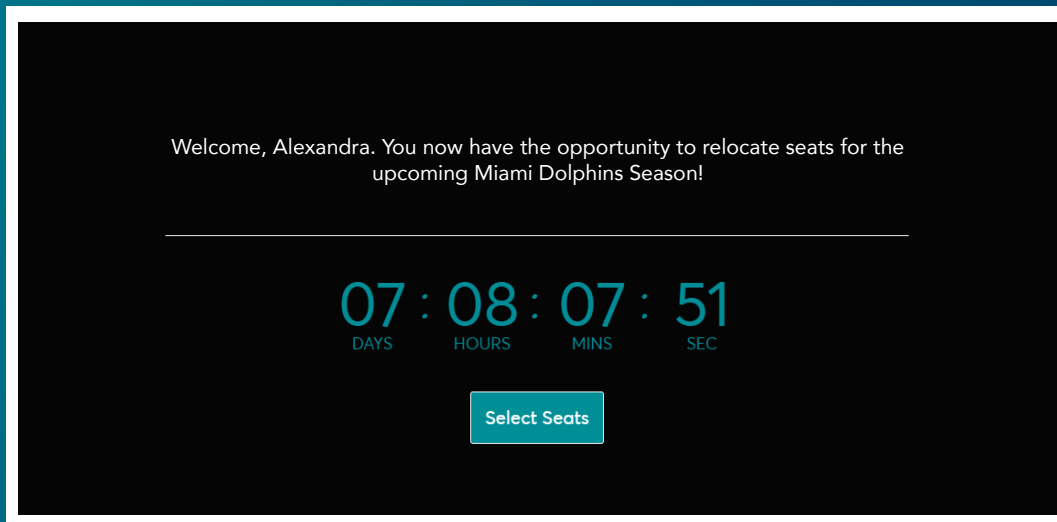 Welcome, Alexandra. You now have the opportunity to relocate seats for the
upcoming Miami Dolphins Season!
07 : 08 : 07 : 51
DAYS HOURS MINS SEC
Select Seats